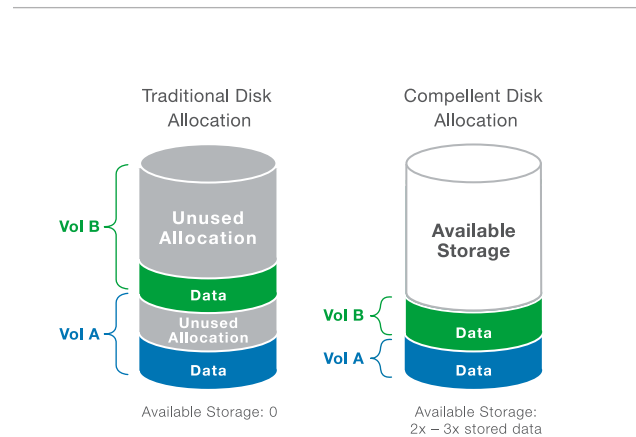 Traditional Disk
Allocation
Vol B
Unused
Allocation
Data
Vol A
Unused
Allocation
Data
Available Storage: 0
Compellent Disk
Allocation
Available
Storage
Vol B
Data
Vol A
Data
Available Storage:
2x – 3x stored data